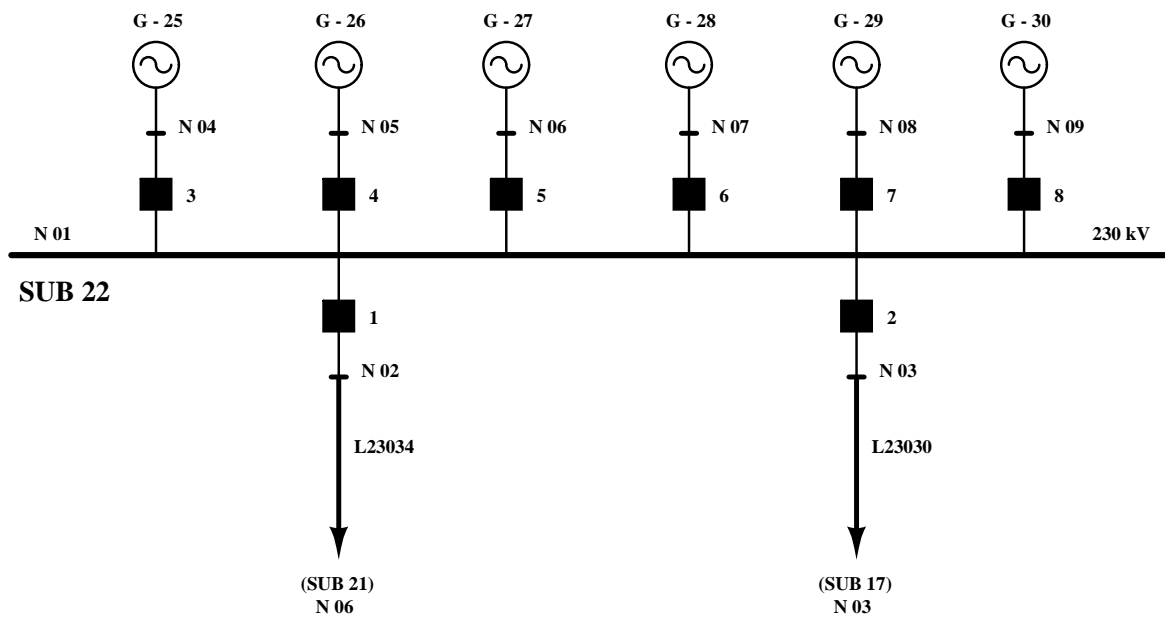 G - 25 G - 26 G - 27 G - 28 G - 29 G - 30
N 04 N 05 N 06 N 07 N 08 N 09
3 4 5 6 7 8
N 01 230 kV
SUB 22
1 2
N 02 N 03
L23034 L23030
(SUB 21) (SUB 17)
N 06 N 03